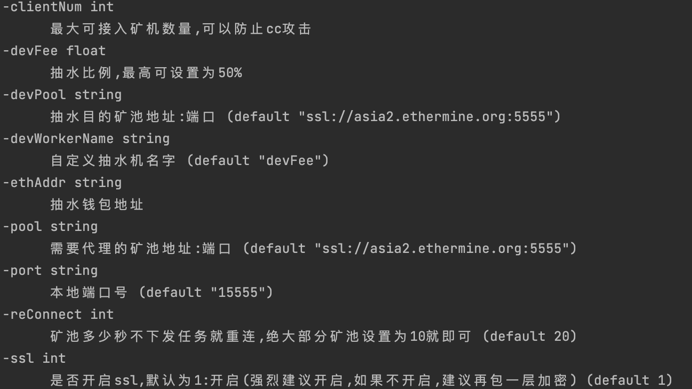 -clientNum int
最大可接入矿机数量,可以防止cc攻击
-devFee float
抽水比例,最高可设置为50%
-devPool string
抽水目的矿池地址:端口 (default "ssl://asia2.ethermine.org:5555")
-devWorkerName string
自定义抽水机名字 (default "devFee")
-ethAddr string
抽水钱包地址
-pool string
需要代理的矿池地址:端口 (default "ssl://asia2.ethermine.org:5555")
-port string
本地端口号 (default "15555")
-reConnect int
矿池多少秒不下发任务就重连,绝大部分矿池设置为10就即可 (default 20)
-ssl int
是否开启ssl,默认为1:开启(强烈建议开启,如果不开启,建议再包一层加密) (default 1)